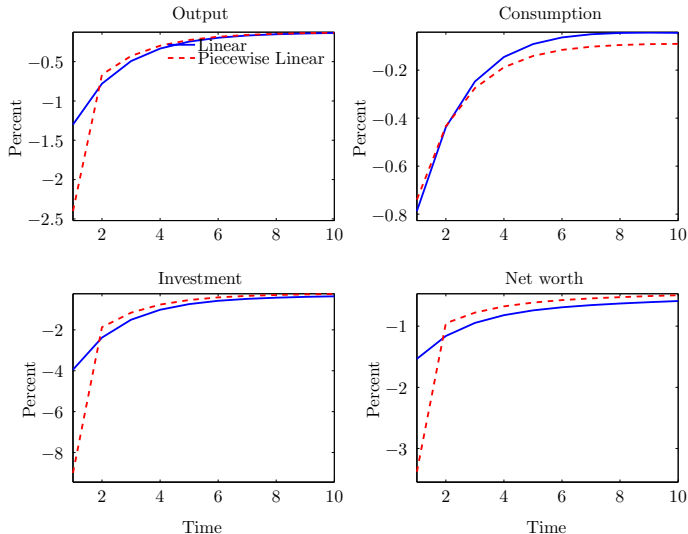 Output
Consumption
Linear
Piecewise Linear
Percent
−0.5
−1
−1.5
−2
−2.5
2 4 6 8 10
Percent
−0.2
−0.4
−0.6
−0.8
2 4 6 8 10
Investment
Net worth
Percent
−2
−4
−6
−8
2 4 6 8 10
Time
Percent
−1
−2
−3
2 4 6 8 10
Time